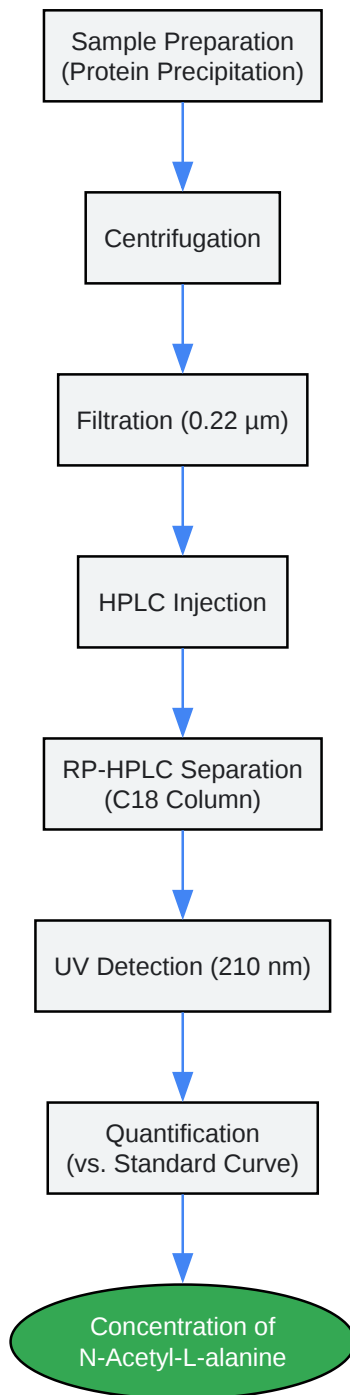 Sample Preparation
(Protein Precipitation)
Centrifugation
Filtration (0.22 µm)
HPLC Injection
RP-HPLC Separation
(C18 Column)
UV Detection (210 nm)
Quantification
(vs. Standard Curve)
Concentration of
N-Acetyl-L-alanine